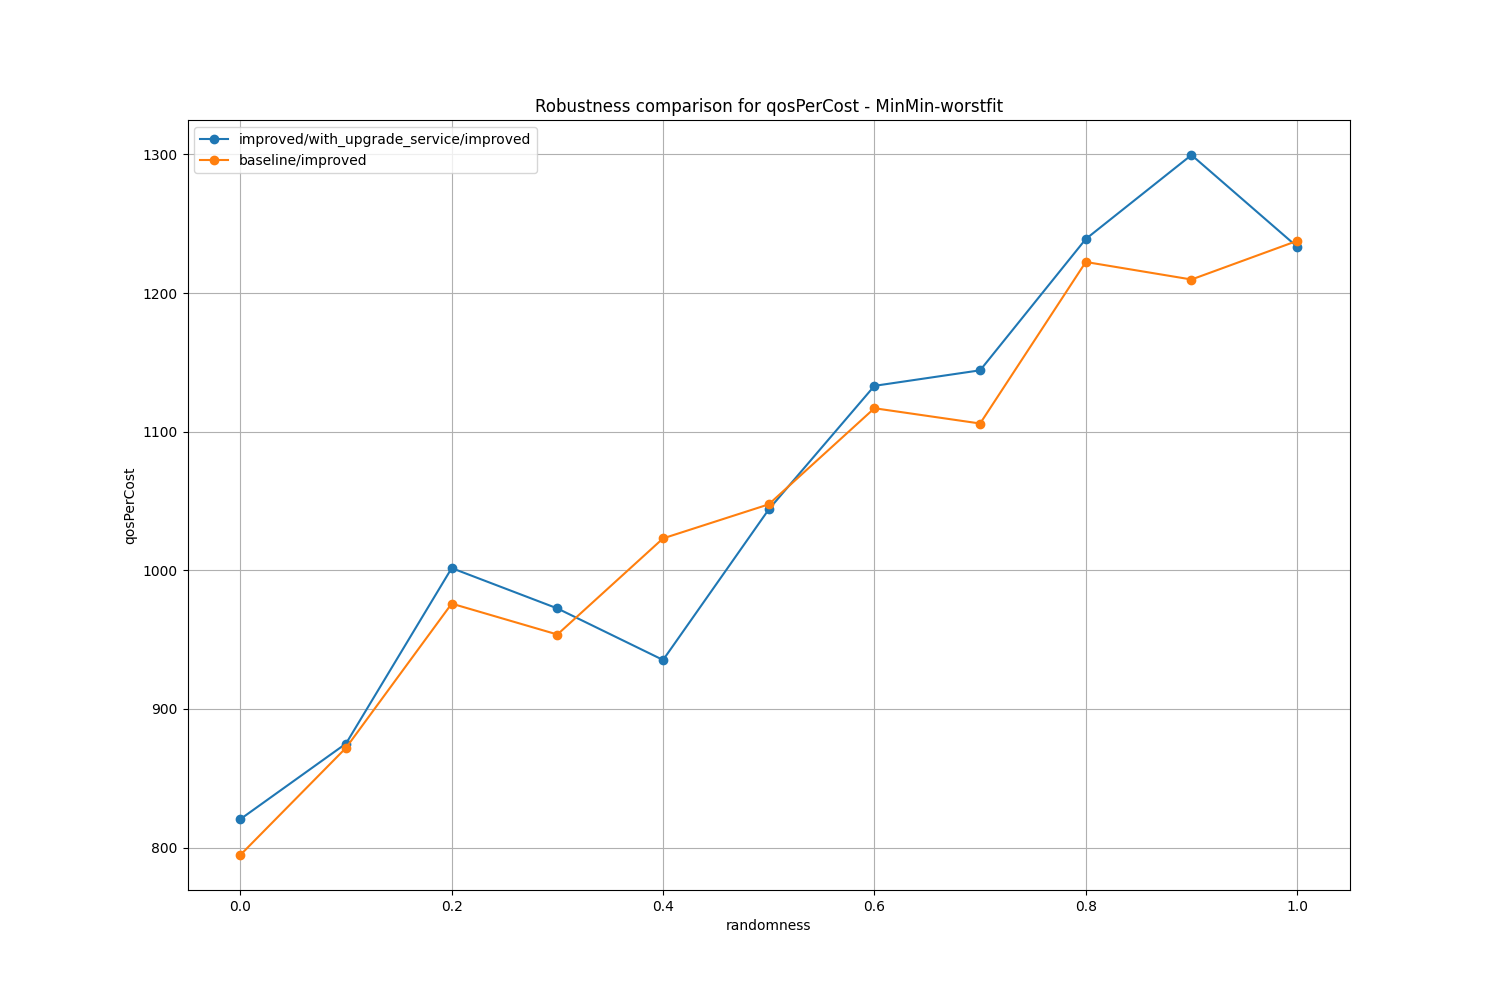 Robustness comparison for qosPerCost - MinMin-worstfit
improved/with_upgrade_service/improved
baseline/improved
1300
1200
1100
1000
900
800
qosPerCost
0.0 0.2 0.4 0.6 0.8 1.0
randomness